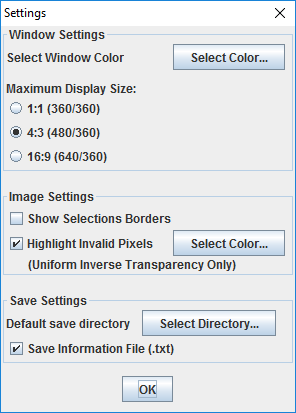 Settings
Window Settings
Select Window Color Select Color...
Maximum Display Size:
1:1 (360/360)
4:3 (480/360)
16:9 (640/360)
Image Settings
Show Selections Borders
Highlight Invalid Pixels Select Color...
(Uniform Inverse Transparency Only)
Save Settings
Default save directory Select Directory...
Save Information File (.txt)
OK